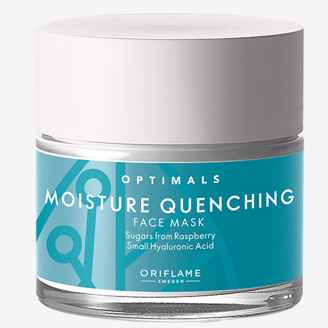 OPTIMALS
MOISTURE QUENCHING
FACE MASK
Sugars from Raspberry
Small Hyaluronic Acid
ORIFLAME
SWEDEN